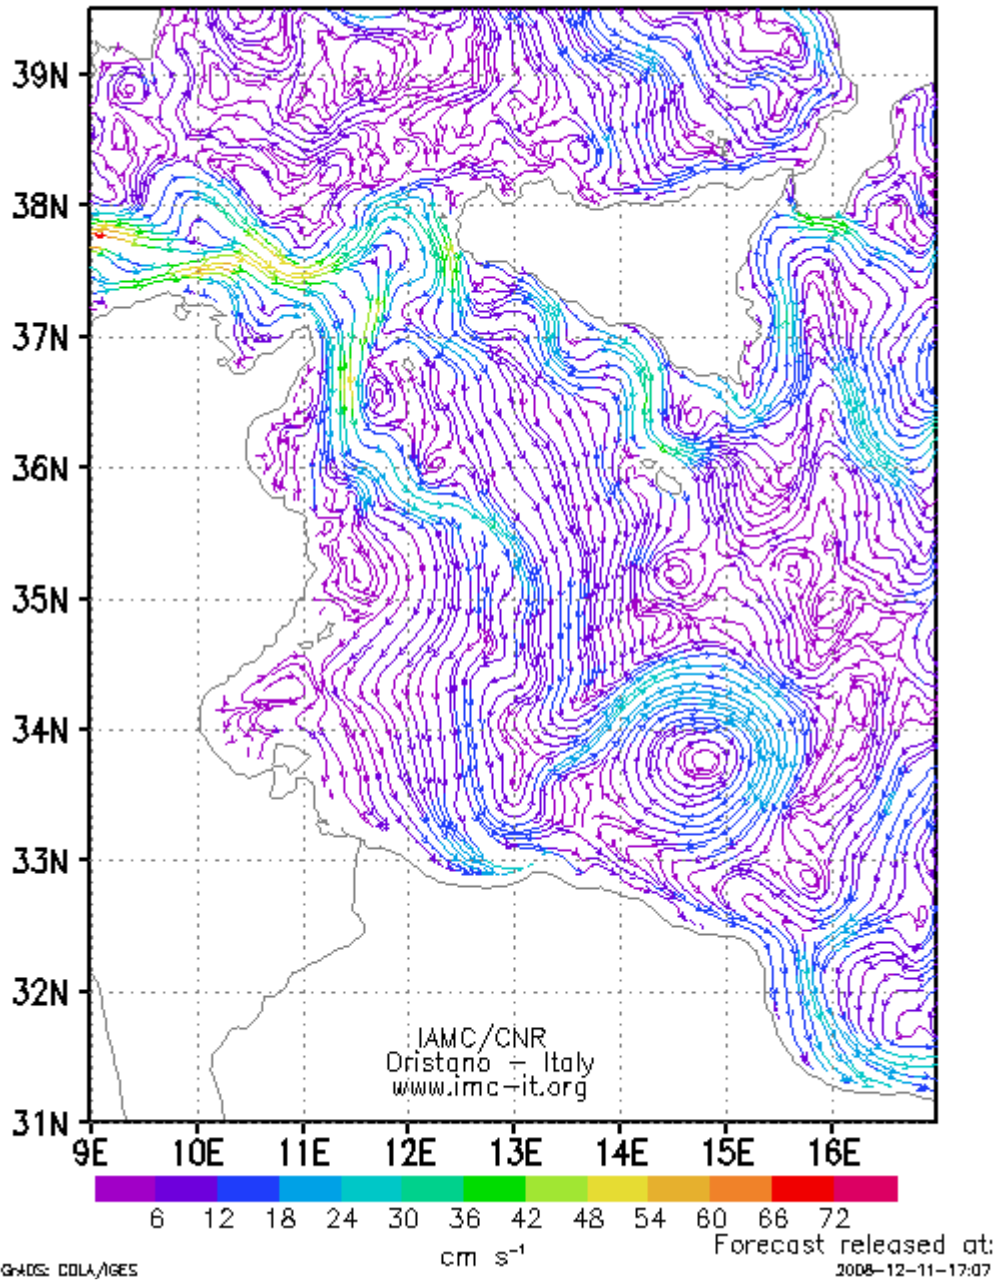 39N
38N
37N
36N
35N
34N
33N
32N
31N
IAMC/CNR
Oristano – Italy
www.imc-it.org
9E 10E 11E 12E 13E 14E 15E 16E
6 12 18 24 30 36 42 48 54 60 66 72
cm s⁻¹
Forecast released at:
GrADS: COLA/IGES
2008-12-11-17:07